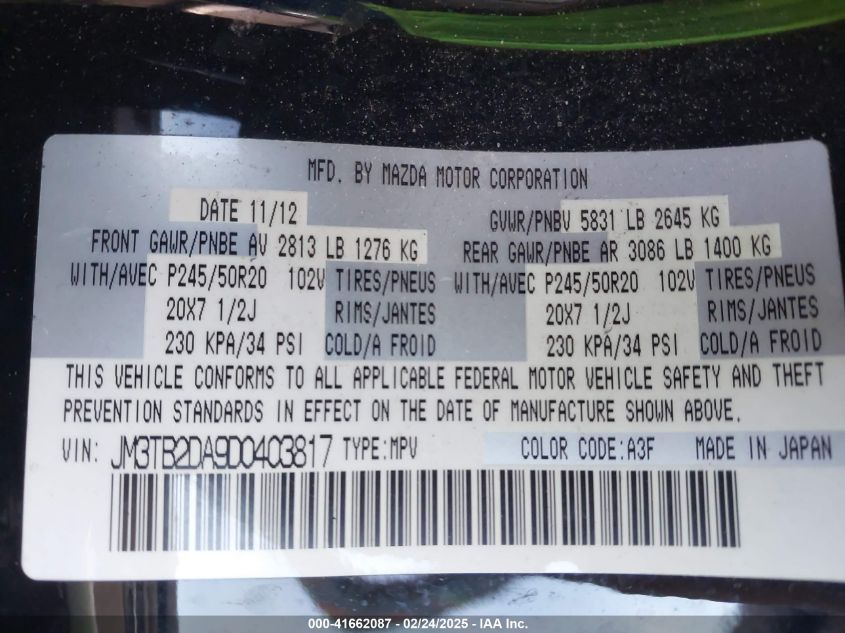 MFD. BY MAZDA MOTOR CORPORATION
DATE 11/12 GVWR/PNBV 5831 LB 2645 KG
FRONT GAWR/PNBE AV 2813 LB 1276 KG REAR GAWR/PNBE AR 3086 LB 1400 KG
WITH/AVEC P245/50R20 102V TIRES/PNEUS WITH/AVEC P245/50R20 102V TIRES/PNEUS
20X7 1/2J RIMS/JANTES 20X7 1/2J RIMS/JANTES
230 KPA/34 PSI COLD/A FROID 230 KPA/34 PSI COLD/A FROID
THIS VEHICLE CONFORMS TO ALL APPLICABLE FEDERAL MOTOR VEHICLE SAFETY AND THEFT
PREVENTION STANDARDS IN EFFECT ON THE DATE OF MANUFACTURE SHOWN ABOVE.
VIN: JM3TB2DA9D0403817 TYPE:MPV COLOR CODE:A3F MADE IN JAPAN
000-41662087 - 02/24/2025 - IAA Inc.